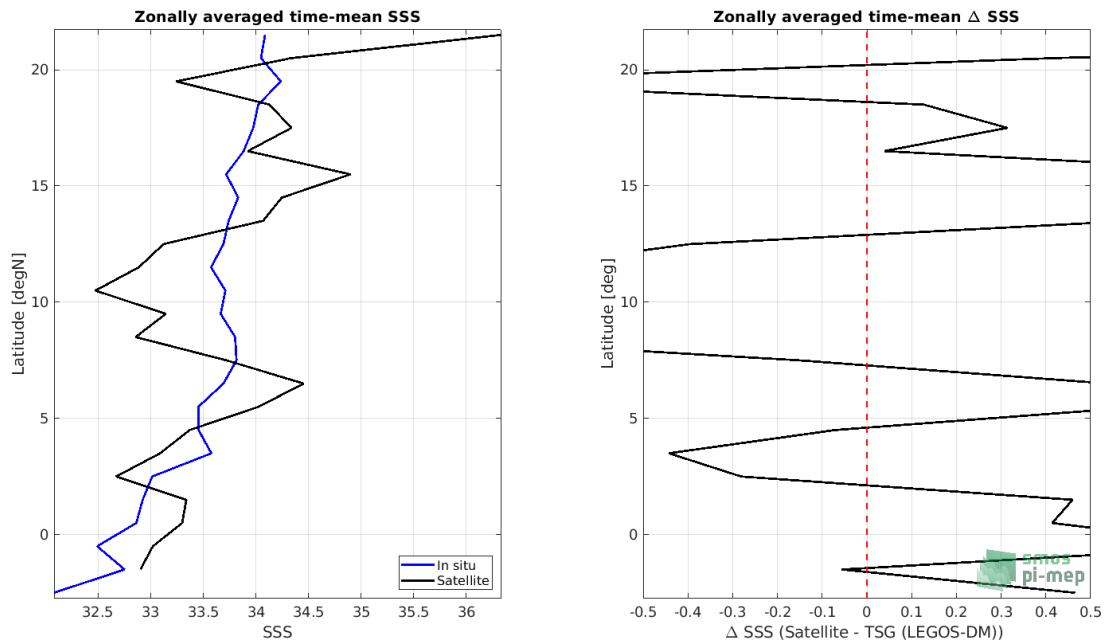 Zonally averaged time-mean SSS
Latitude [degN]
20
15
10
5
0
32.5 33 33.5 34 34.5 35 35.5 36
SSS
In situ
Satellite
Zonally averaged time-mean Δ SSS
Latitude [deg]
20
15
10
5
0
-0.5 -0.4 -0.3 -0.2 -0.1 0 0.1 0.2 0.3 0.4 0.5
Δ SSS (Satellite - TSG (LEGOS-DM))
smos
pi-mep